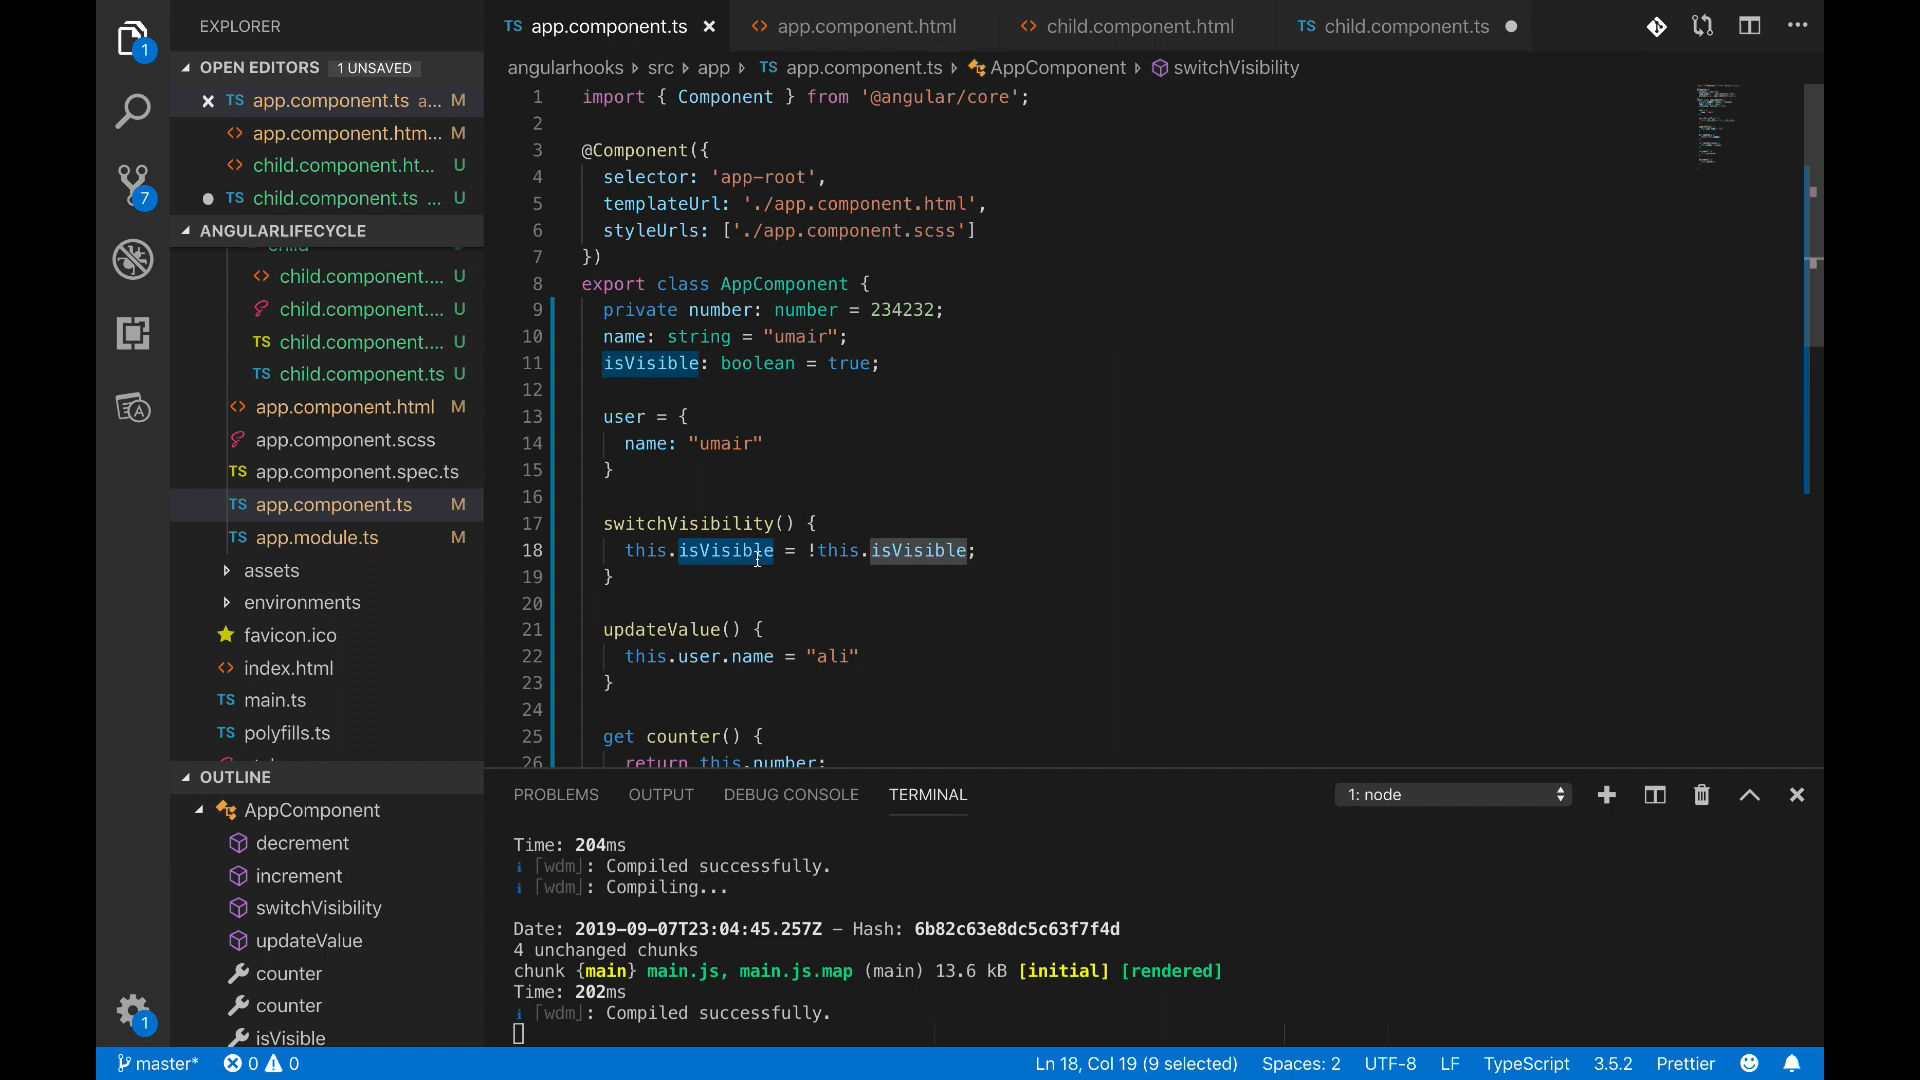 1
7
1
EXPLORER
OPEN EDITORS 1 UNSAVED
TS app.component.ts a... M
<> app.component.htm... M
<> child.component.ht... U
TS child.component.ts ... U
ANGULARLIFECYCLE
child
<> child.component.... U
child.component.... U
TS child.component.... U
TS child.component.ts U
<> app.component.html M
app.component.scss
TS app.component.spec.ts
TS app.component.ts M
TS app.module.ts
assets
environments
favicon.ico
<> index.html
TS main.ts
TS polyfills.ts
OUTLINE
AppComponent
decrement
increment
switchVisibility
updateValue
counter
counter
isVisible
TS app.component.ts <> app.component.html <> child.component.html TS child.component.ts
angularhooks src app TS app.component.ts AppComponent switchVisibility
1 import { Component } from '@angular/core';
2
3 @Component({
4 selector: 'app-root',
5 templateUrl: './app.component.html',
6 styleUrls: ['./app.component.scss']
7 })
8 export class AppComponent {
9 private number: number = 234232;
10 name: string = "umair";
11 isVisible: boolean = true;
12
13 user = {
14 name: "umair"
15 }
16
17 switchVisibility() {
18 this.isVisible = !this.isVisible;
19 }
20
21 updateValue() {
22 this.user.name = "ali"
23 }
24
25 get counter() {
26 return this.number;
PROBLEMS OUTPUT DEBUG CONSOLE TERMINAL 1: node
Time: 204ms
ℹ ｢wdm｣: Compiled successfully.
ℹ ｢wdm｣: Compiling...
Date: 2019-09-07T23:04:45.257Z – Hash: 6b82c63e8dc5c63f7f4d
4 unchanged chunks
chunk {main} main.js, main.js.map (main) 13.6 kB [initial] [rendered]
Time: 202ms
ℹ ｢wdm｣: Compiled successfully.
master* 0 0 Ln 18, Col 19 (9 selected) Spaces: 2 UTF-8 LF TypeScript 3.5.2 Prettier